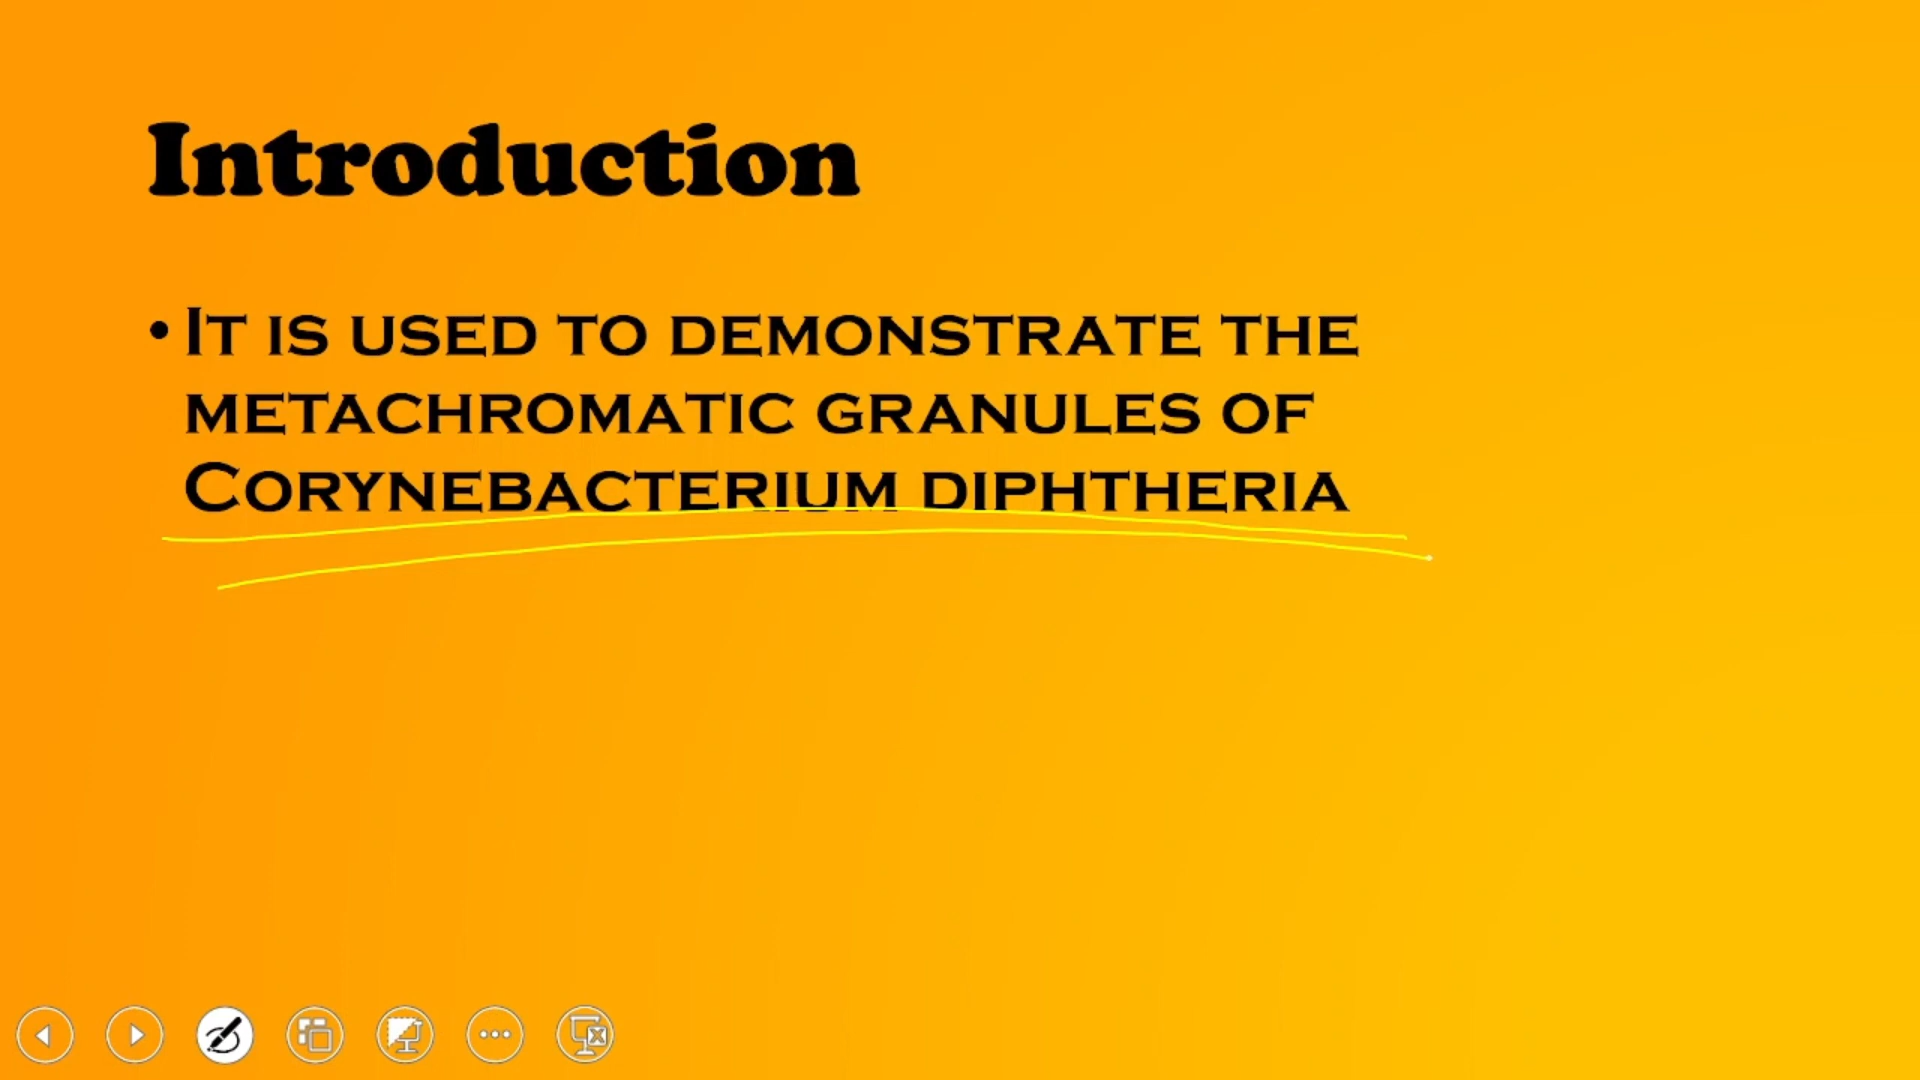 Introduction
• It is used to demonstrate the
metachromatic granules of
Corynebacterium diphtheria